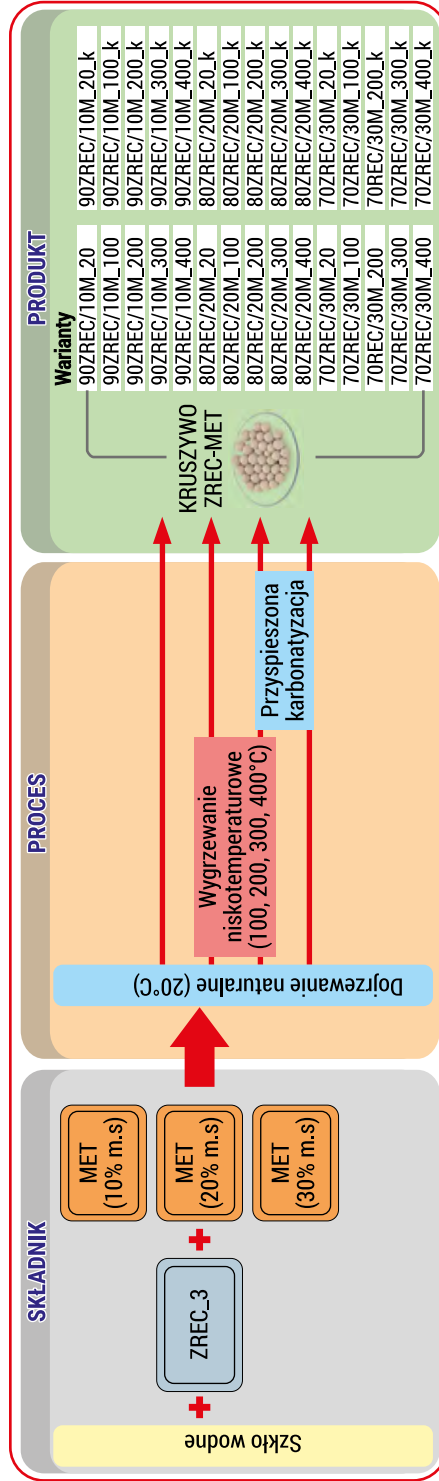 SKŁADNIK
Szkło wodne
+
ZREC_3
+
MET
(10% m.s)
MET
(20% m.s)
MET
(30% m.s)
PROCES
Dojrzewanie naturalne (20°C)
Wygrzewanie
niskotemperaturowe
(100, 200, 300, 400°C)
Przyspieszona
karbonatyzacja
PRODUKT
KRUSZYWO
ZREC-MET
Warianty
90ZREC/10M_20 90ZREC/10M_20_k
90ZREC/10M_100 90ZREC/10M_100_k
90ZREC/10M_200 90ZREC/10M_200_k
90ZREC/10M_300 90ZREC/10M_300_k
90ZREC/10M_400 90ZREC/10M_400_k
80ZREC/20M_20 80ZREC/20M_20_k
80ZREC/20M_100 80ZREC/20M_100_k
80ZREC/20M_200 80ZREC/20M_200_k
80ZREC/20M_300 80ZREC/20M_300_k
80ZREC/20M_400 80ZREC/20M_400_k
70ZREC/30M_20 70ZREC/30M_20_k
70ZREC/30M_100 70ZREC/30M_100_k
70REC/30M_200 70REC/30M_200_k
70ZREC/30M_300 70ZREC/30M_300_k
70ZREC/30M_400 70ZREC/30M_400_k